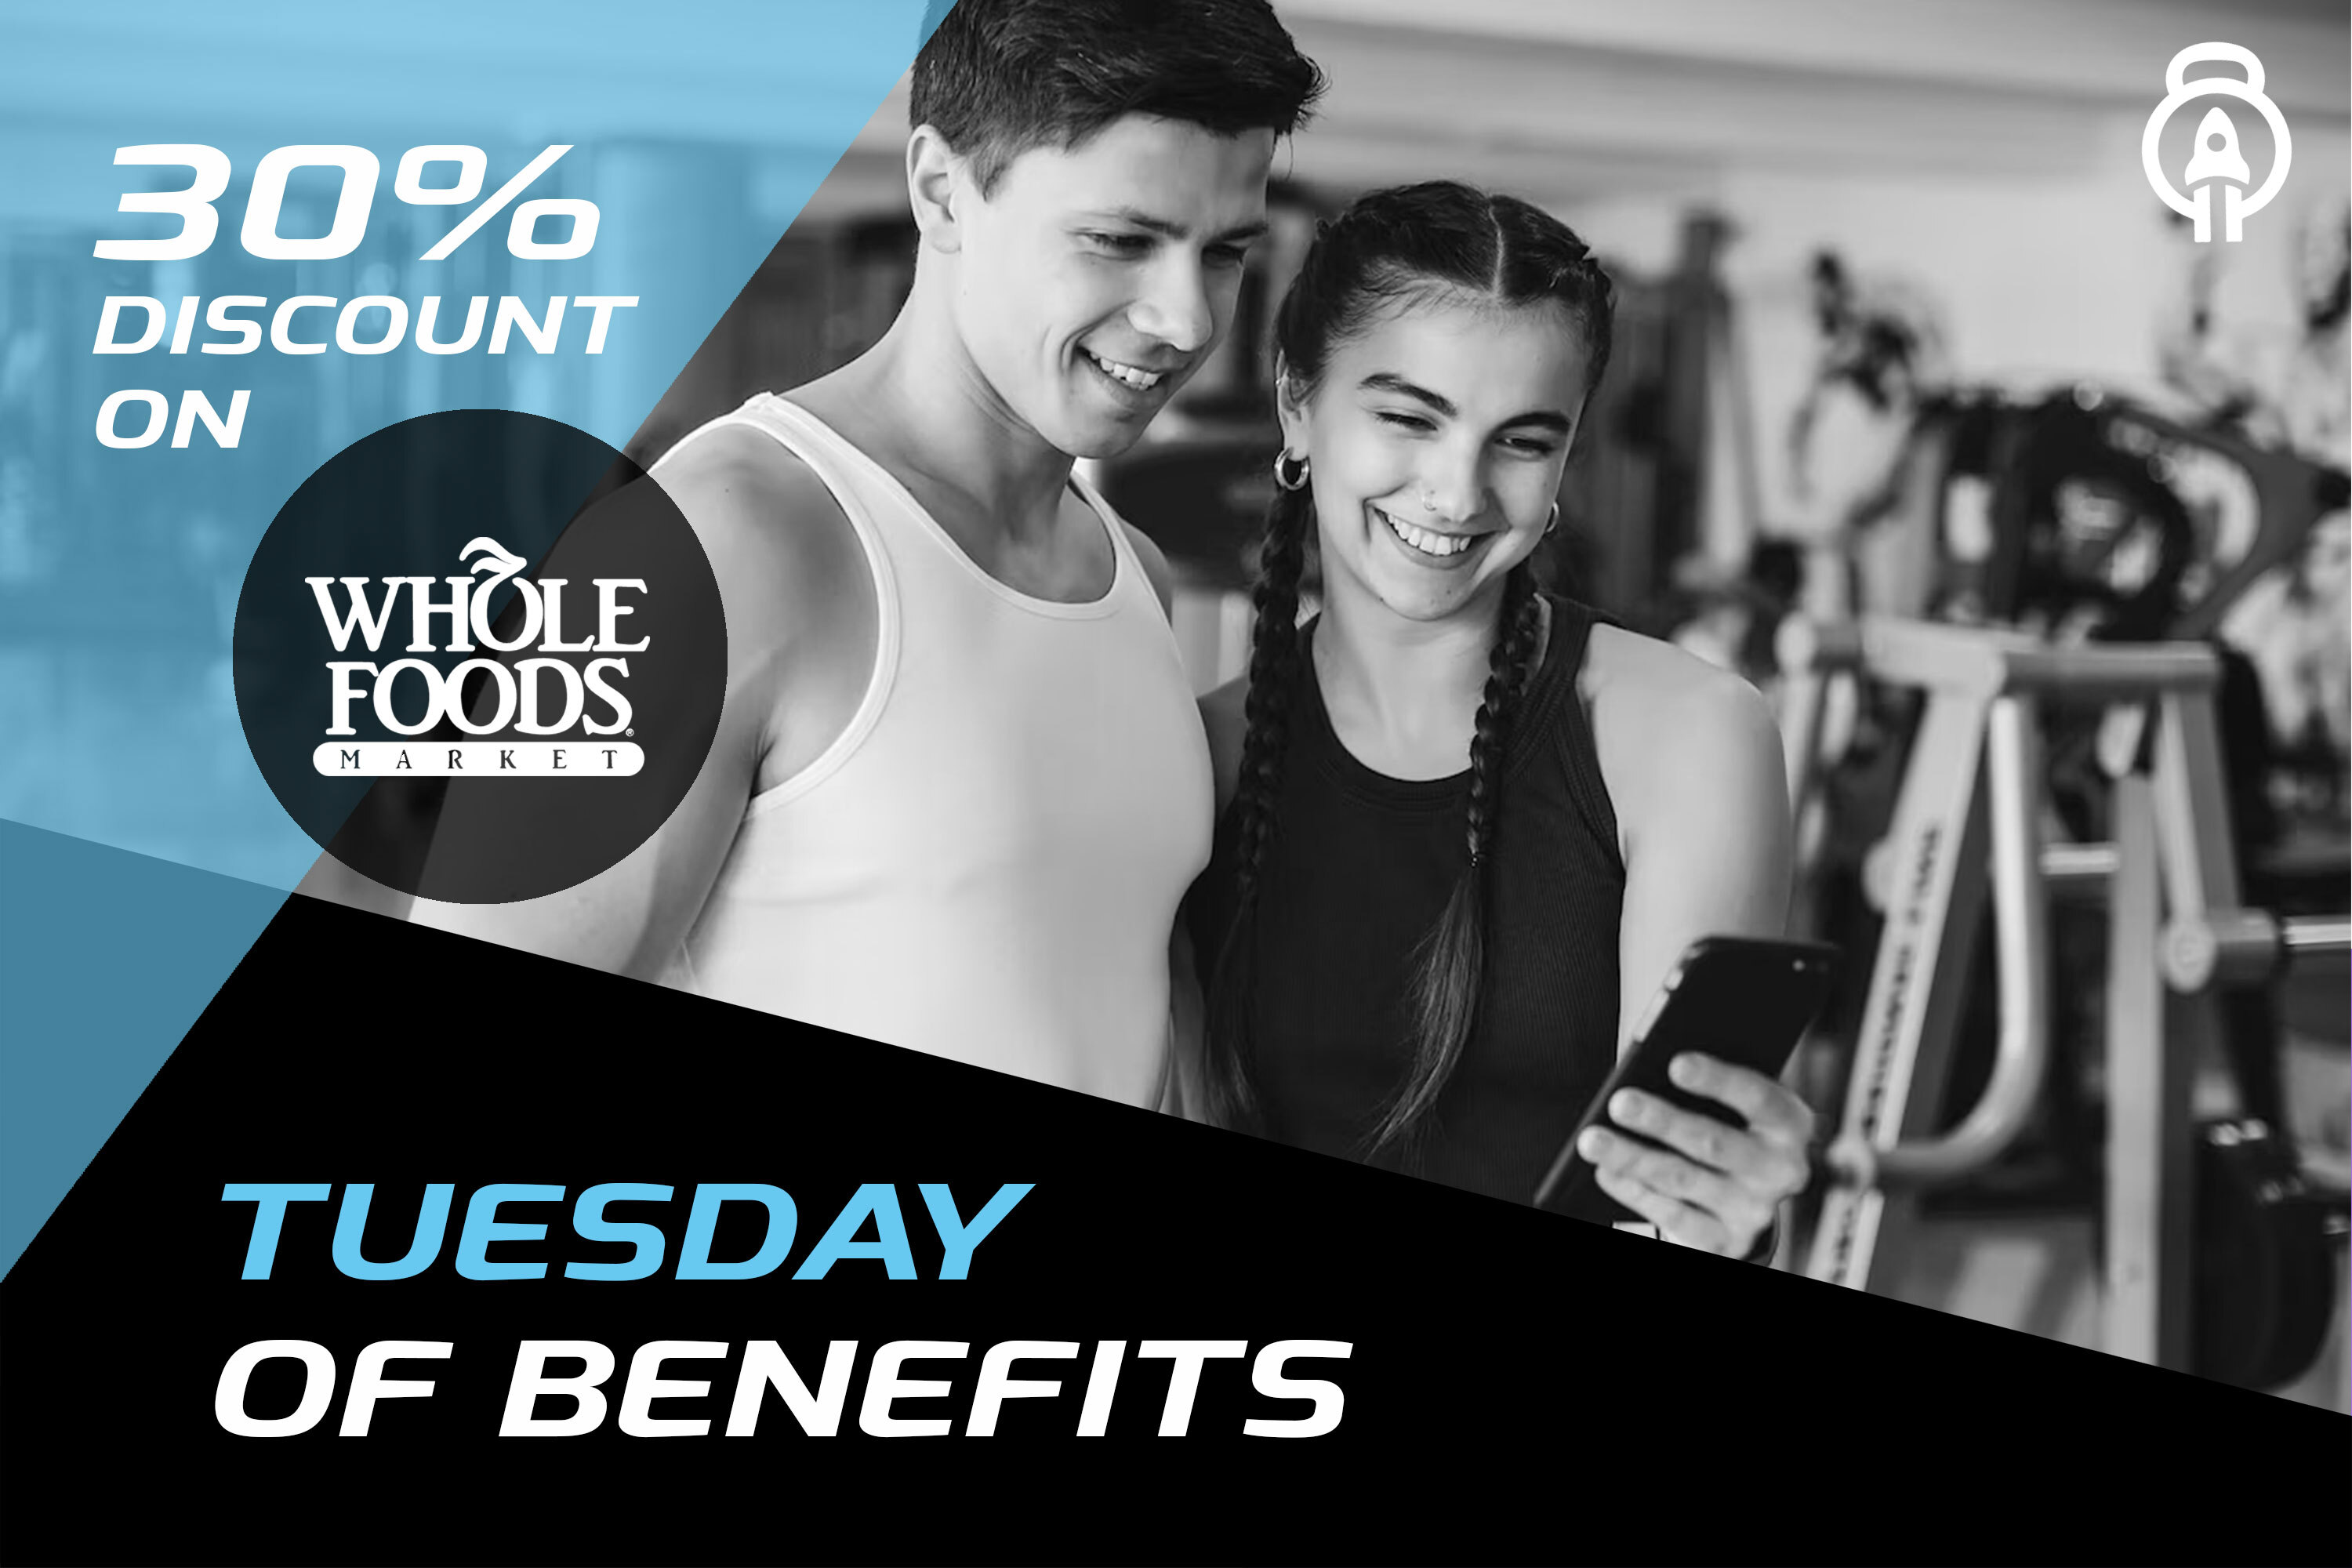 30%
DISCOUNT
ON
WHOLE
FOODS®
MARKET
TUESDAY
OF BENEFITS